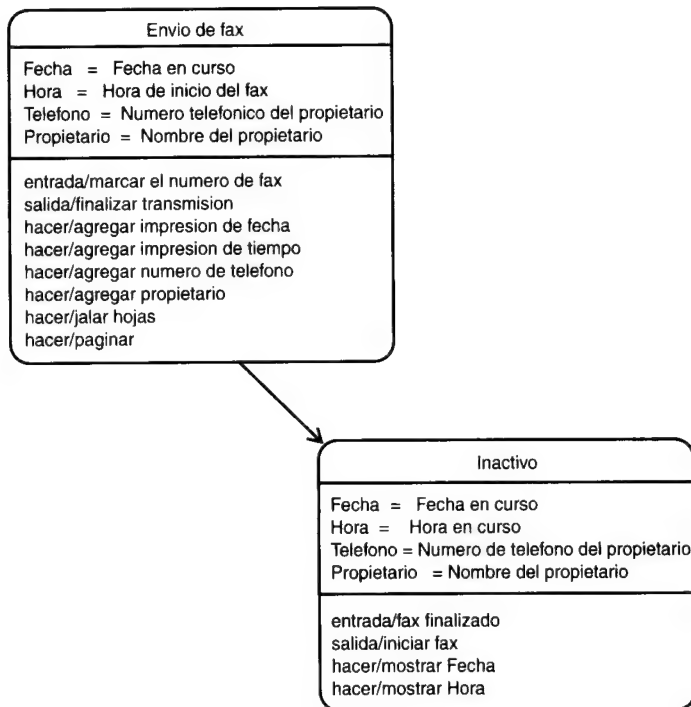 Envio de fax
Fecha = Fecha en curso
Hora = Hora de inicio del fax
Telefono = Numero telefonico del propietario
Propietario = Nombre del propietario
entrada/marcar el numero de fax
salida/finalizar transmision
hacer/agregar impresion de fecha
hacer/agregar impresion de tiempo
hacer/agregar numero de telefono
hacer/agregar propietario
hacer/jalar hojas
hacer/paginar
Inactivo
Fecha = Fecha en curso
Hora = Hora en curso
Telefono = Numero de telefono del propietario
Propietario = Nombre del propietario
entrada/fax finalizado
salida/iniciar fax
hacer/mostrar Fecha
hacer/mostrar Hora